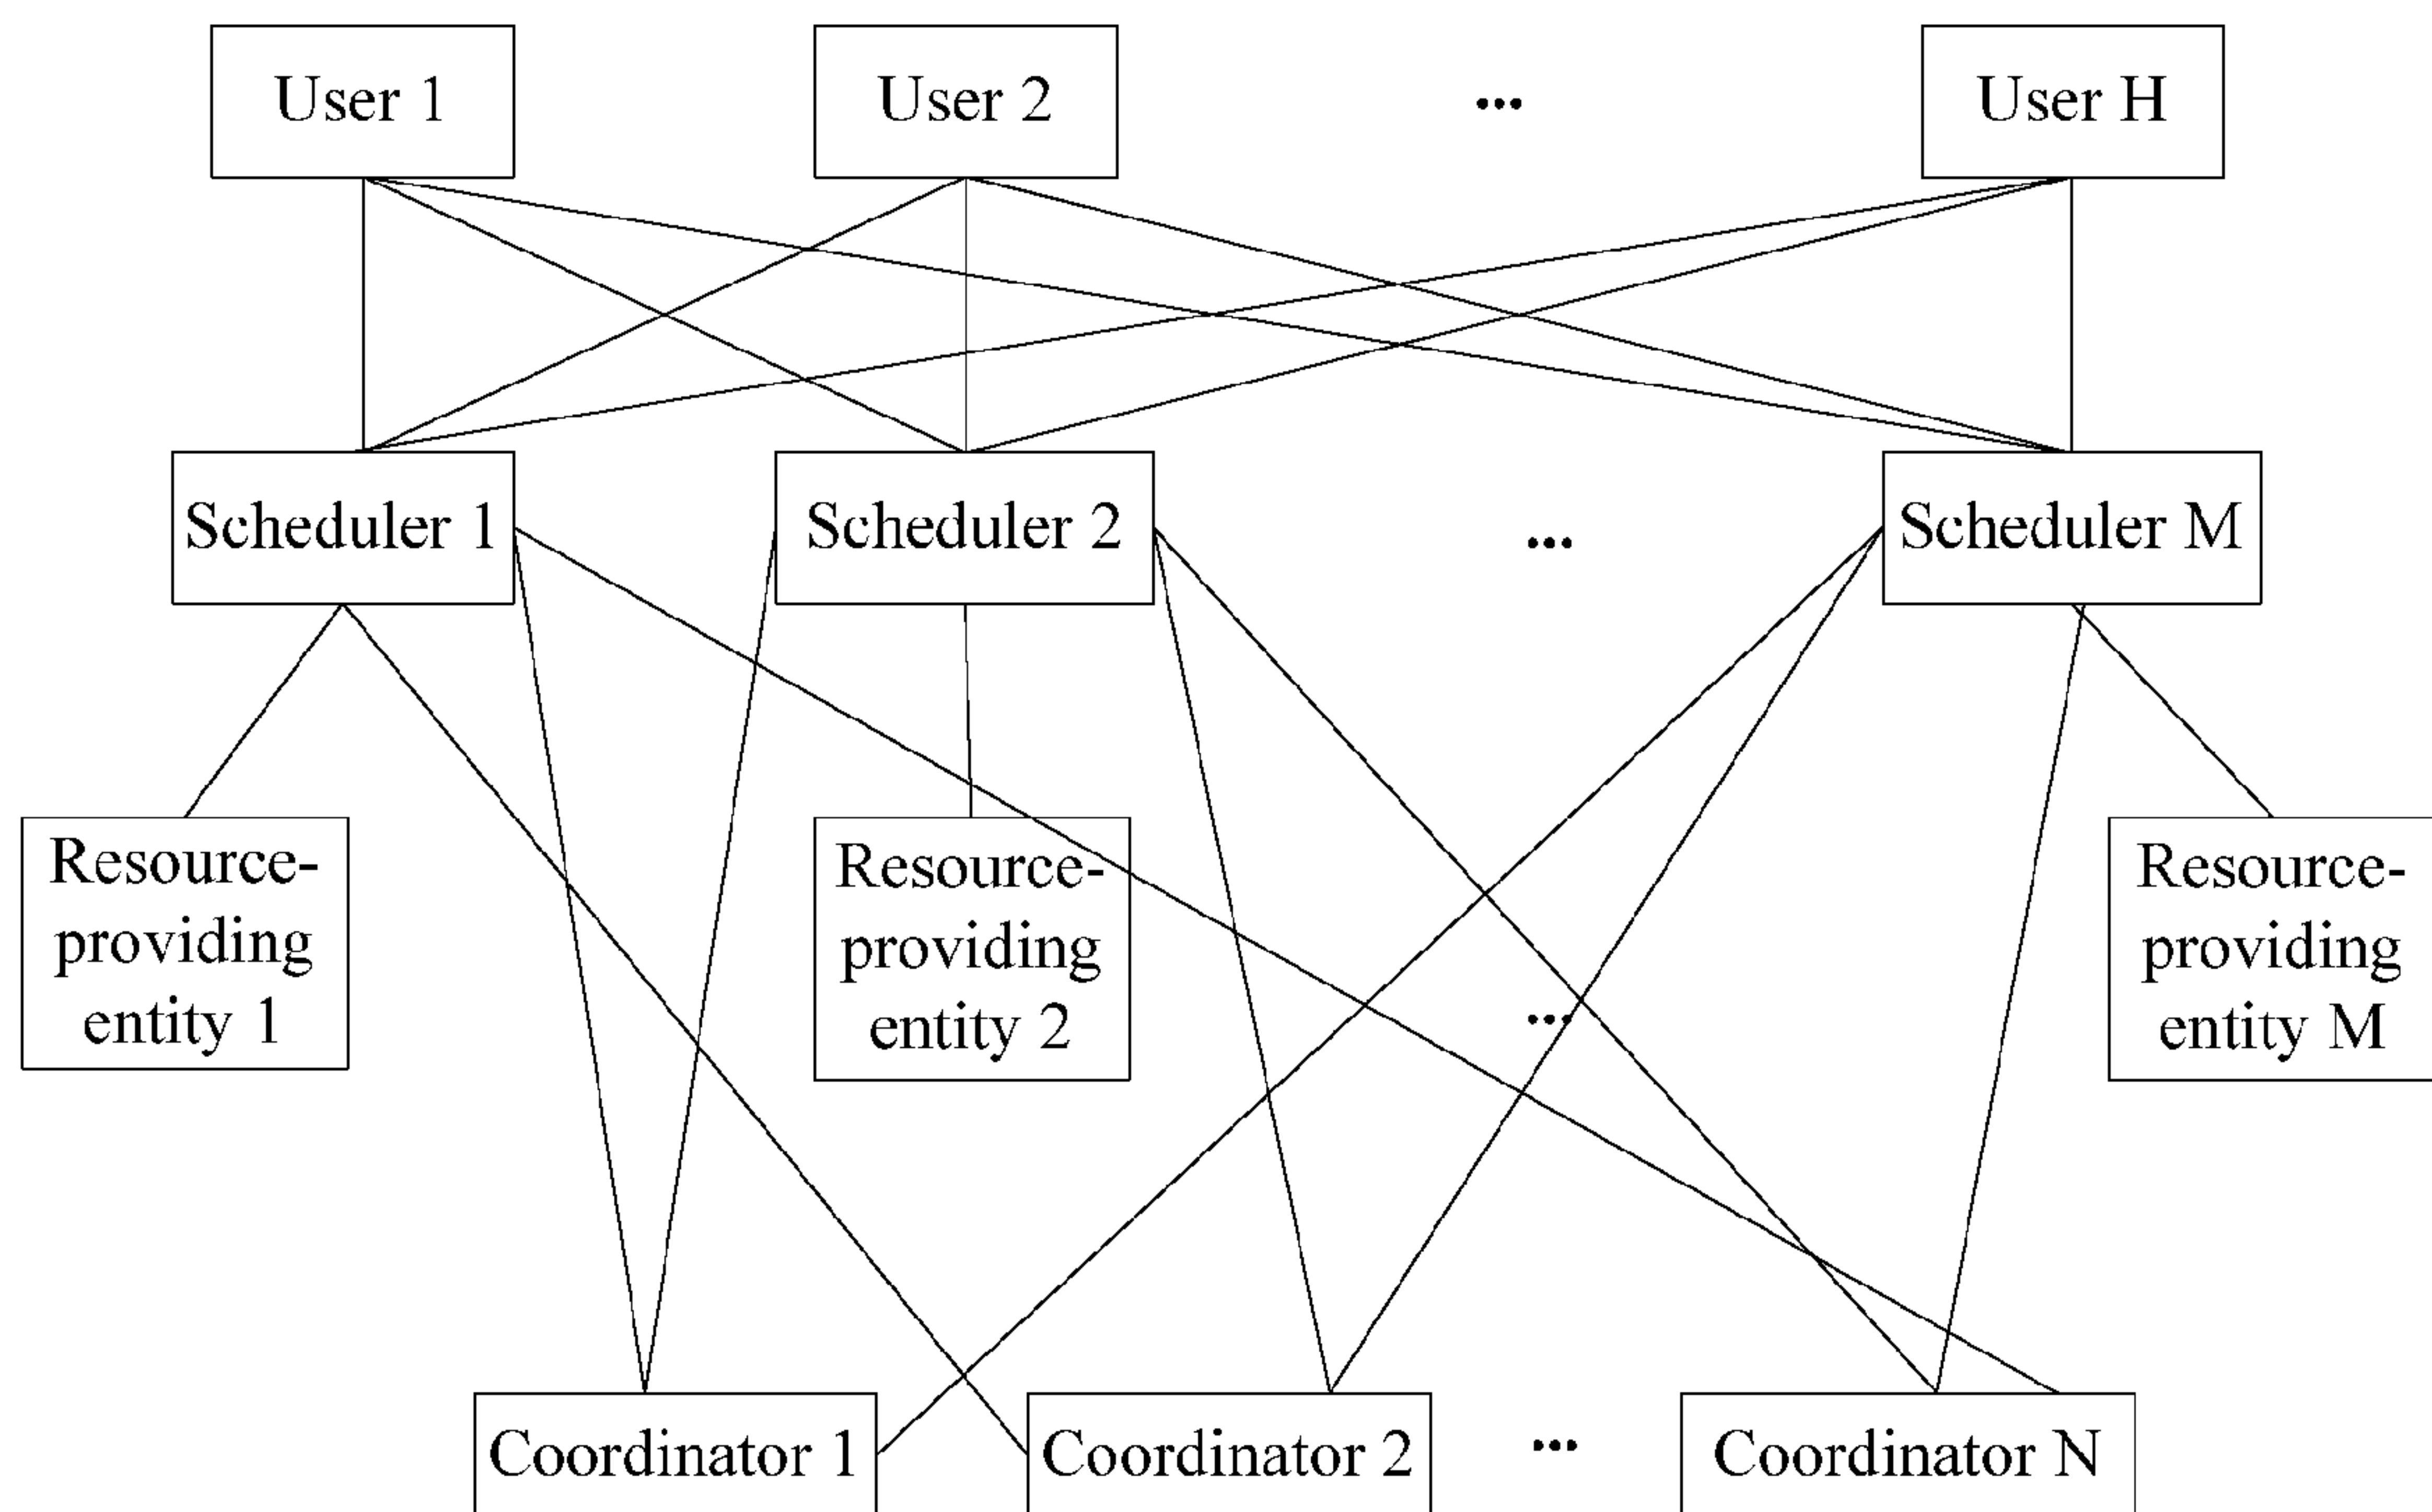 User 1
User 2
...
User H
Scheduler 1
Scheduler 2
...
Scheduler M
Resource-
providing
entity 1
Resource-
providing
entity 2
...
Resource-
providing
entity M
Coordinator 1
Coordinator 2
...
Coordinator N